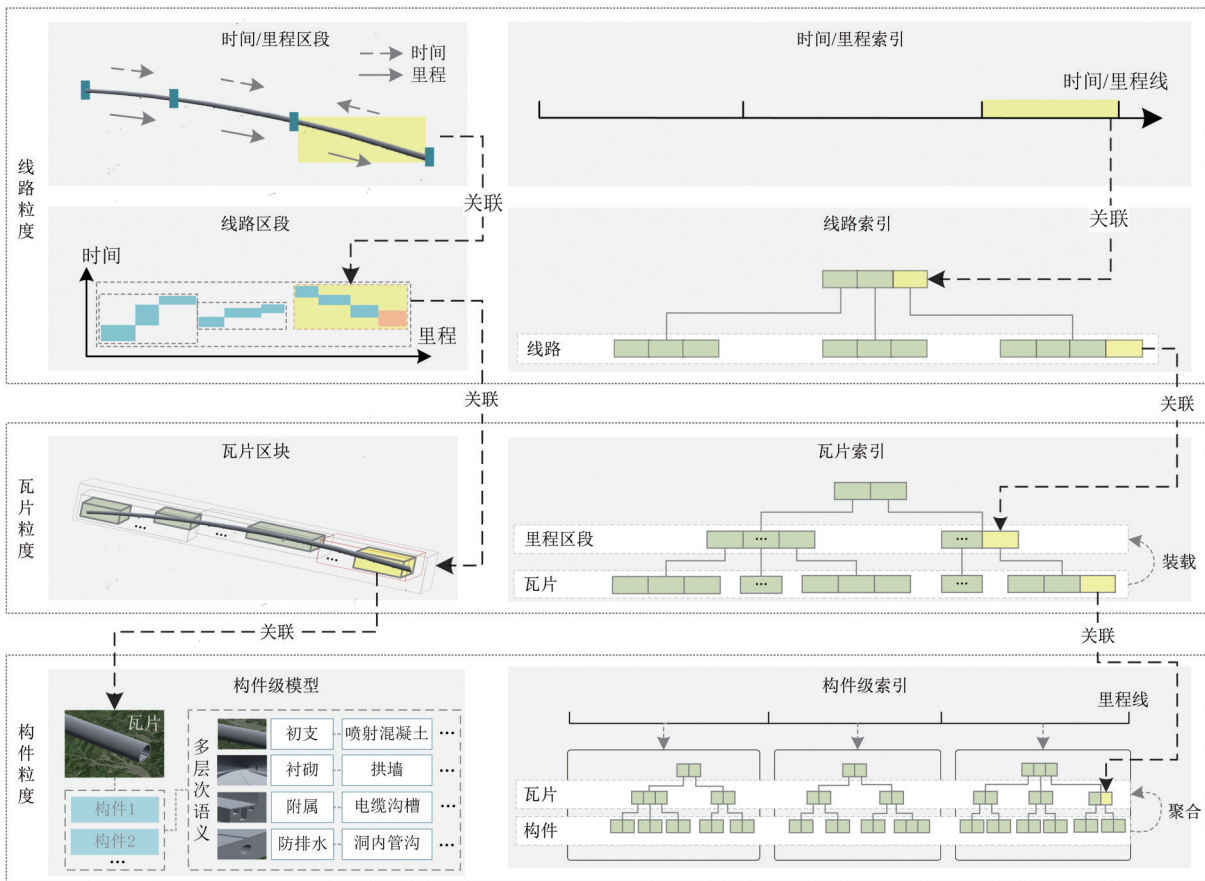 线路粒度
时间/里程区段
时间
里程
时间/里程索引
时间/里程线
关联
关联
线路区段
时间
里程
线路索引
线路
关联
关联
瓦片粒度
瓦片区块
...
...
...
瓦片索引
里程区段
...
...
瓦片
...
...
装载
关联
关联
构件粒度
构件级模型
瓦片
构件1
构件2
...
多层次语义
初支
喷射混凝土
...
衬砌
拱墙
...
附属
电缆沟槽
...
防排水
洞内管沟
...
构件级索引
里程线
瓦片
构件
聚合